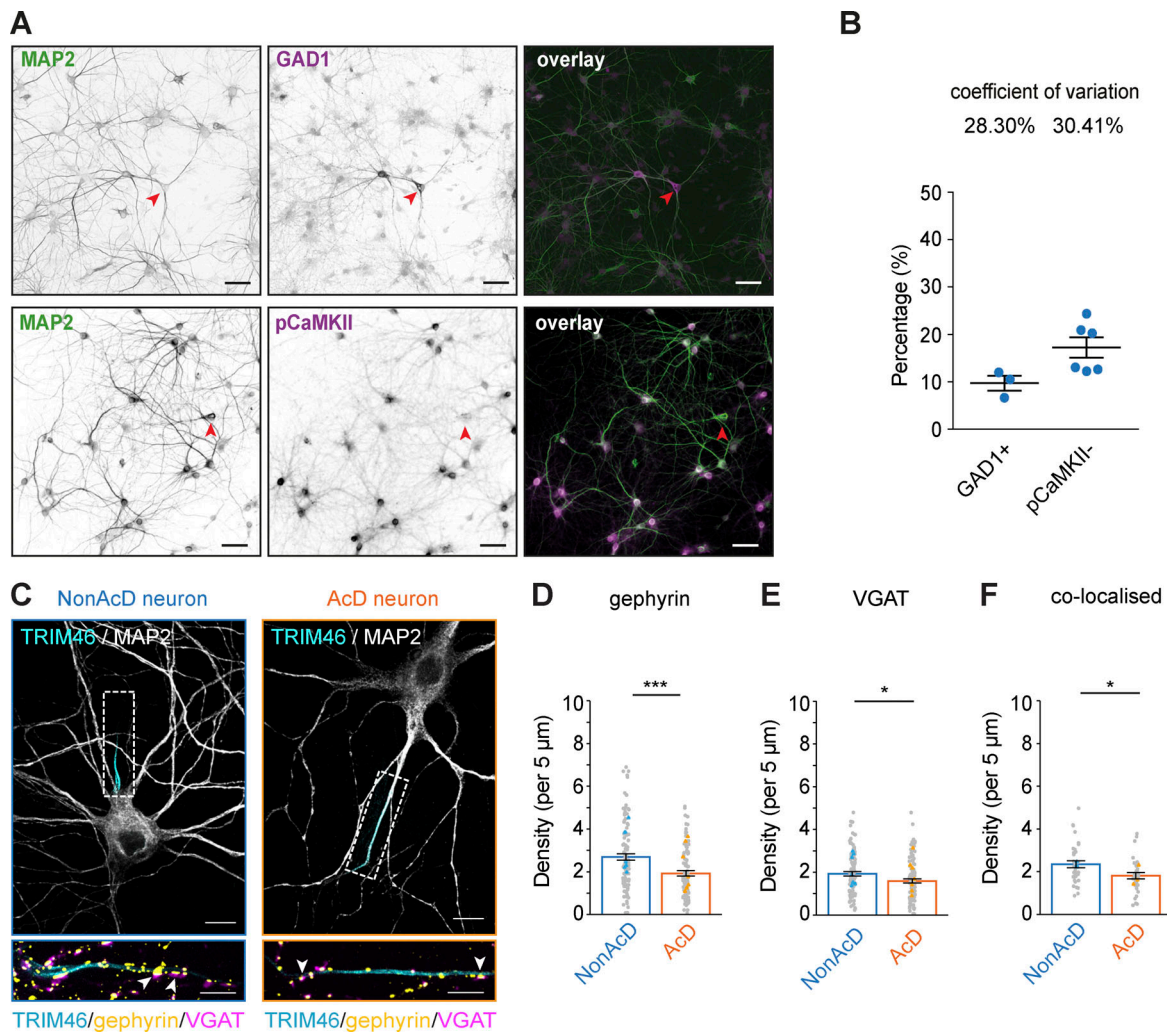 A
MAP2
GAD1
overlay
MAP2
pCaMKII
overlay
B
coefficient of variation
28.30% 30.41%
Percentage (%)
50
40
30
20
10
0
GAD1+
pCaMKII-
C
NonAcD neuron
AcD neuron
TRIM46 / MAP2
TRIM46 / MAP2
TRIM46/gephyrin/VGAT
TRIM46/gephyrin/VGAT
D
gephyrin
***
Density (per 5 µm)
10
8
6
4
2
0
NonAcD
AcD
E
VGAT
*
Density (per 5 µm)
10
8
6
4
2
0
NonAcD
AcD
F
co-localised
*
Density (per 5 µm)
10
8
6
4
2
0
NonAcD
AcD